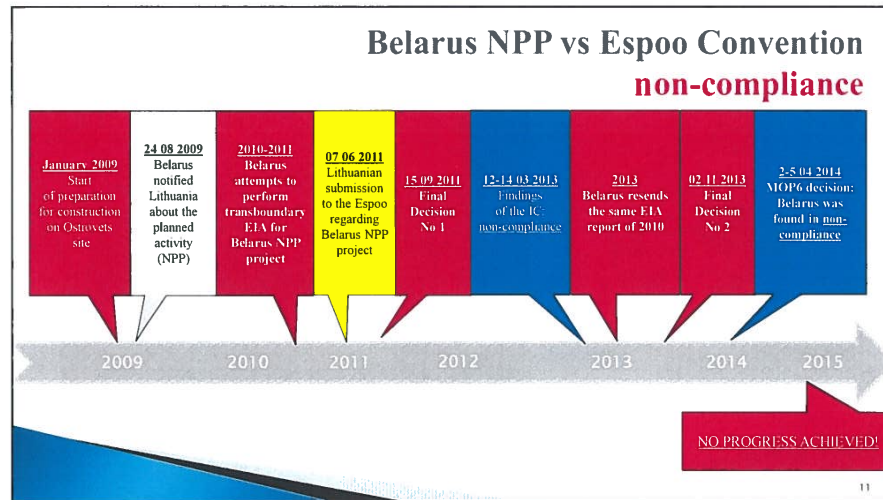 Belarus NPP vs Espoo Convention
non-compliance
January 2009
Start
of preparation
for construction
on Ostrovets
site
24 08 2009
Belarus
notified
Lithuania
about the
planned
activity
(NPP)
2010-2011
Belarus
attempts to
perform
transboundary
EIA for
Belarus NPP
project
07 06 2011
Lithuanian
submission
to the Espoo
regarding
Belarus NPP
project
15 09 2011
Final
Decision
No 1
12-14 03 2013
Findings
of the IC:
non-compliance
2013
Belarus resends
the same EIA
report of 2010
02 11 2013
Final
Decision
No 2
2-5 04 2014
MOP6 decision:
Belarus was
found in non-
compliance
2009
2010
2011
2012
2013
2014
2015
NO PROGRESS ACHIEVED!
11